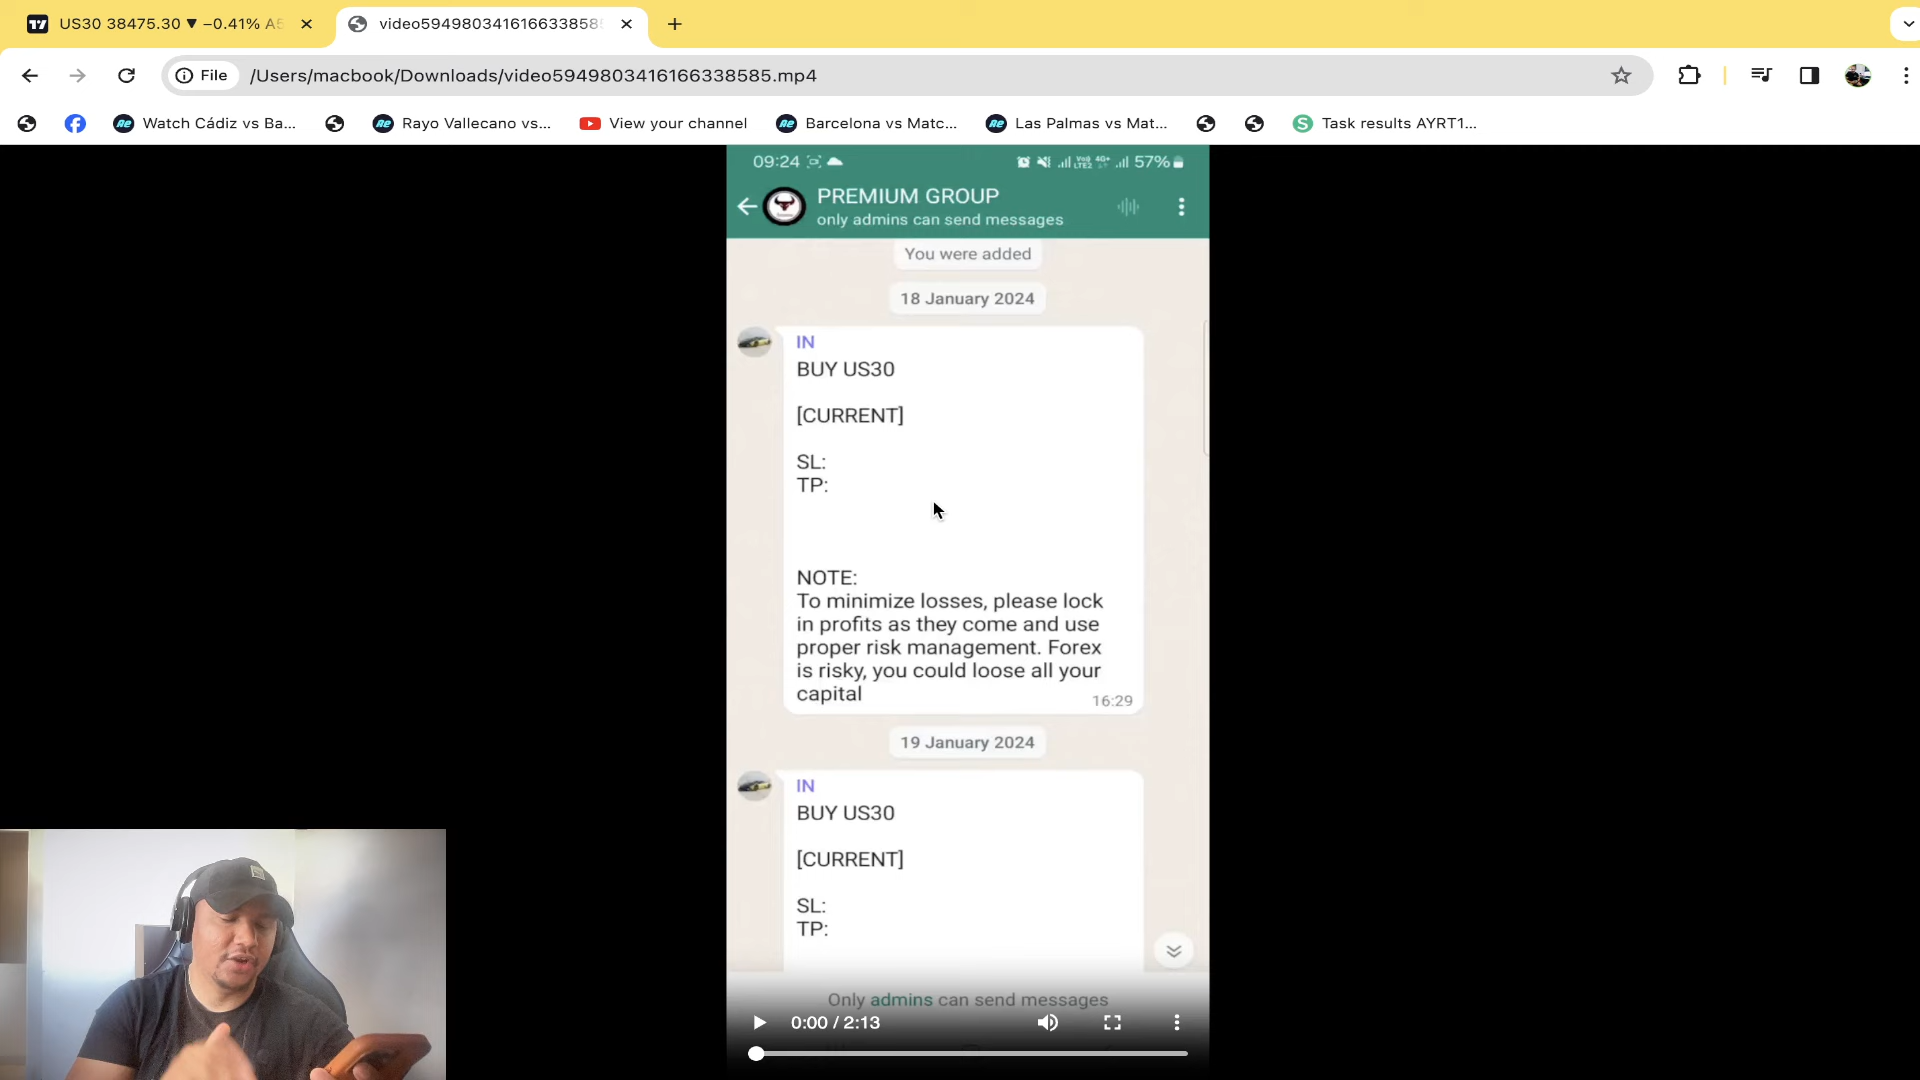 US30 38475.30 ▼ −0.41%
video5949803416166338585
File /Users/macbook/Downloads/video5949803416166338585.mp4
Watch Cádiz vs Ba... Rayo Vallecano vs... View your channel Barcelona vs Matc... Las Palmas vs Mat... Task results AYRT1...
09:24 57%
PREMIUM GROUP
only admins can send messages
You were added
18 January 2024
IN
BUY US30
[CURRENT]
SL:
TP:
NOTE:
To minimize losses, please lock
in profits as they come and use
proper risk management. Forex
is risky, you could loose all your
capital
16:29
19 January 2024
IN
BUY US30
[CURRENT]
SL:
TP:
Only admins can send messages
0:00 / 2:13